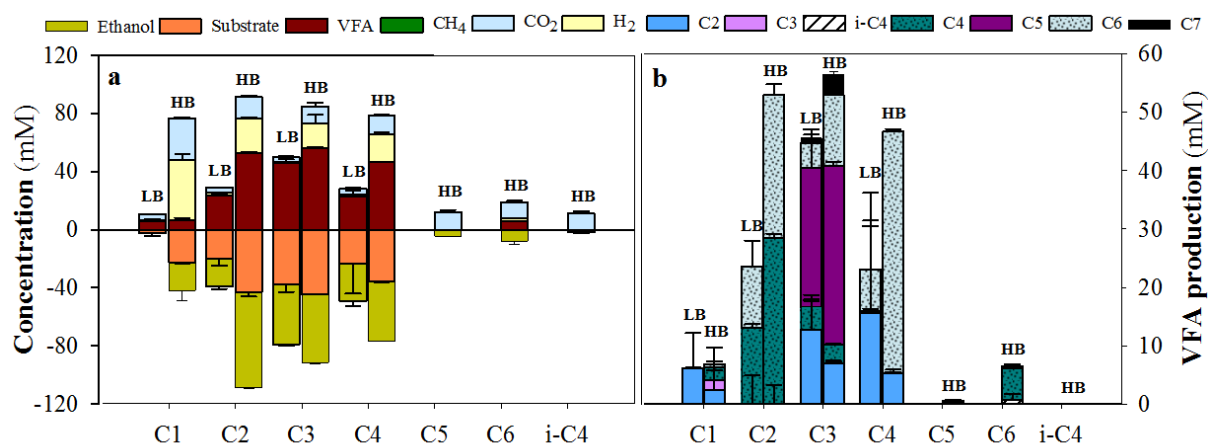 Ethanol Substrate VFA CH4 CO2 H2 C2 C3 i-C4 C4 C5 C6 C7
a
Concentration (mM)
120
80
40
0
-40
-80
-120
LB HB LB HB LB HB LB HB HB HB HB
C1 C2 C3 C4 C5 C6 i-C4
b
LB HB LB HB LB HB LB HB HB HB HB
C1 C2 C3 C4 C5 C6 i-C4
60
50
40
30
20
10
0
VFA production (mM)